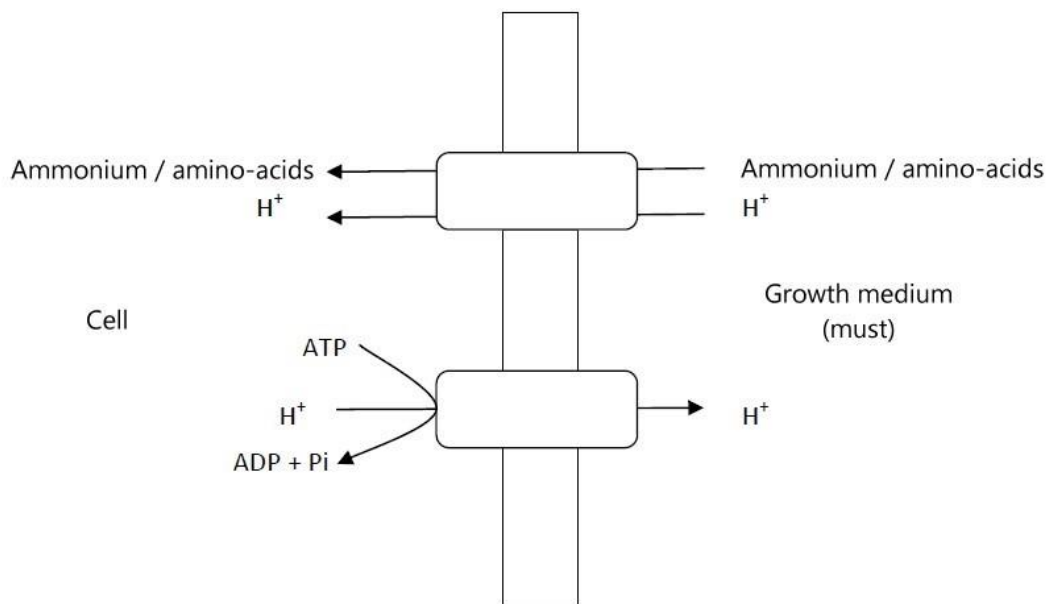 Ammonium / amino-acids
H⁺
Ammonium / amino-acids
H⁺
Cell
Growth medium
(must)
ATP
H⁺
ADP + Pi
H⁺